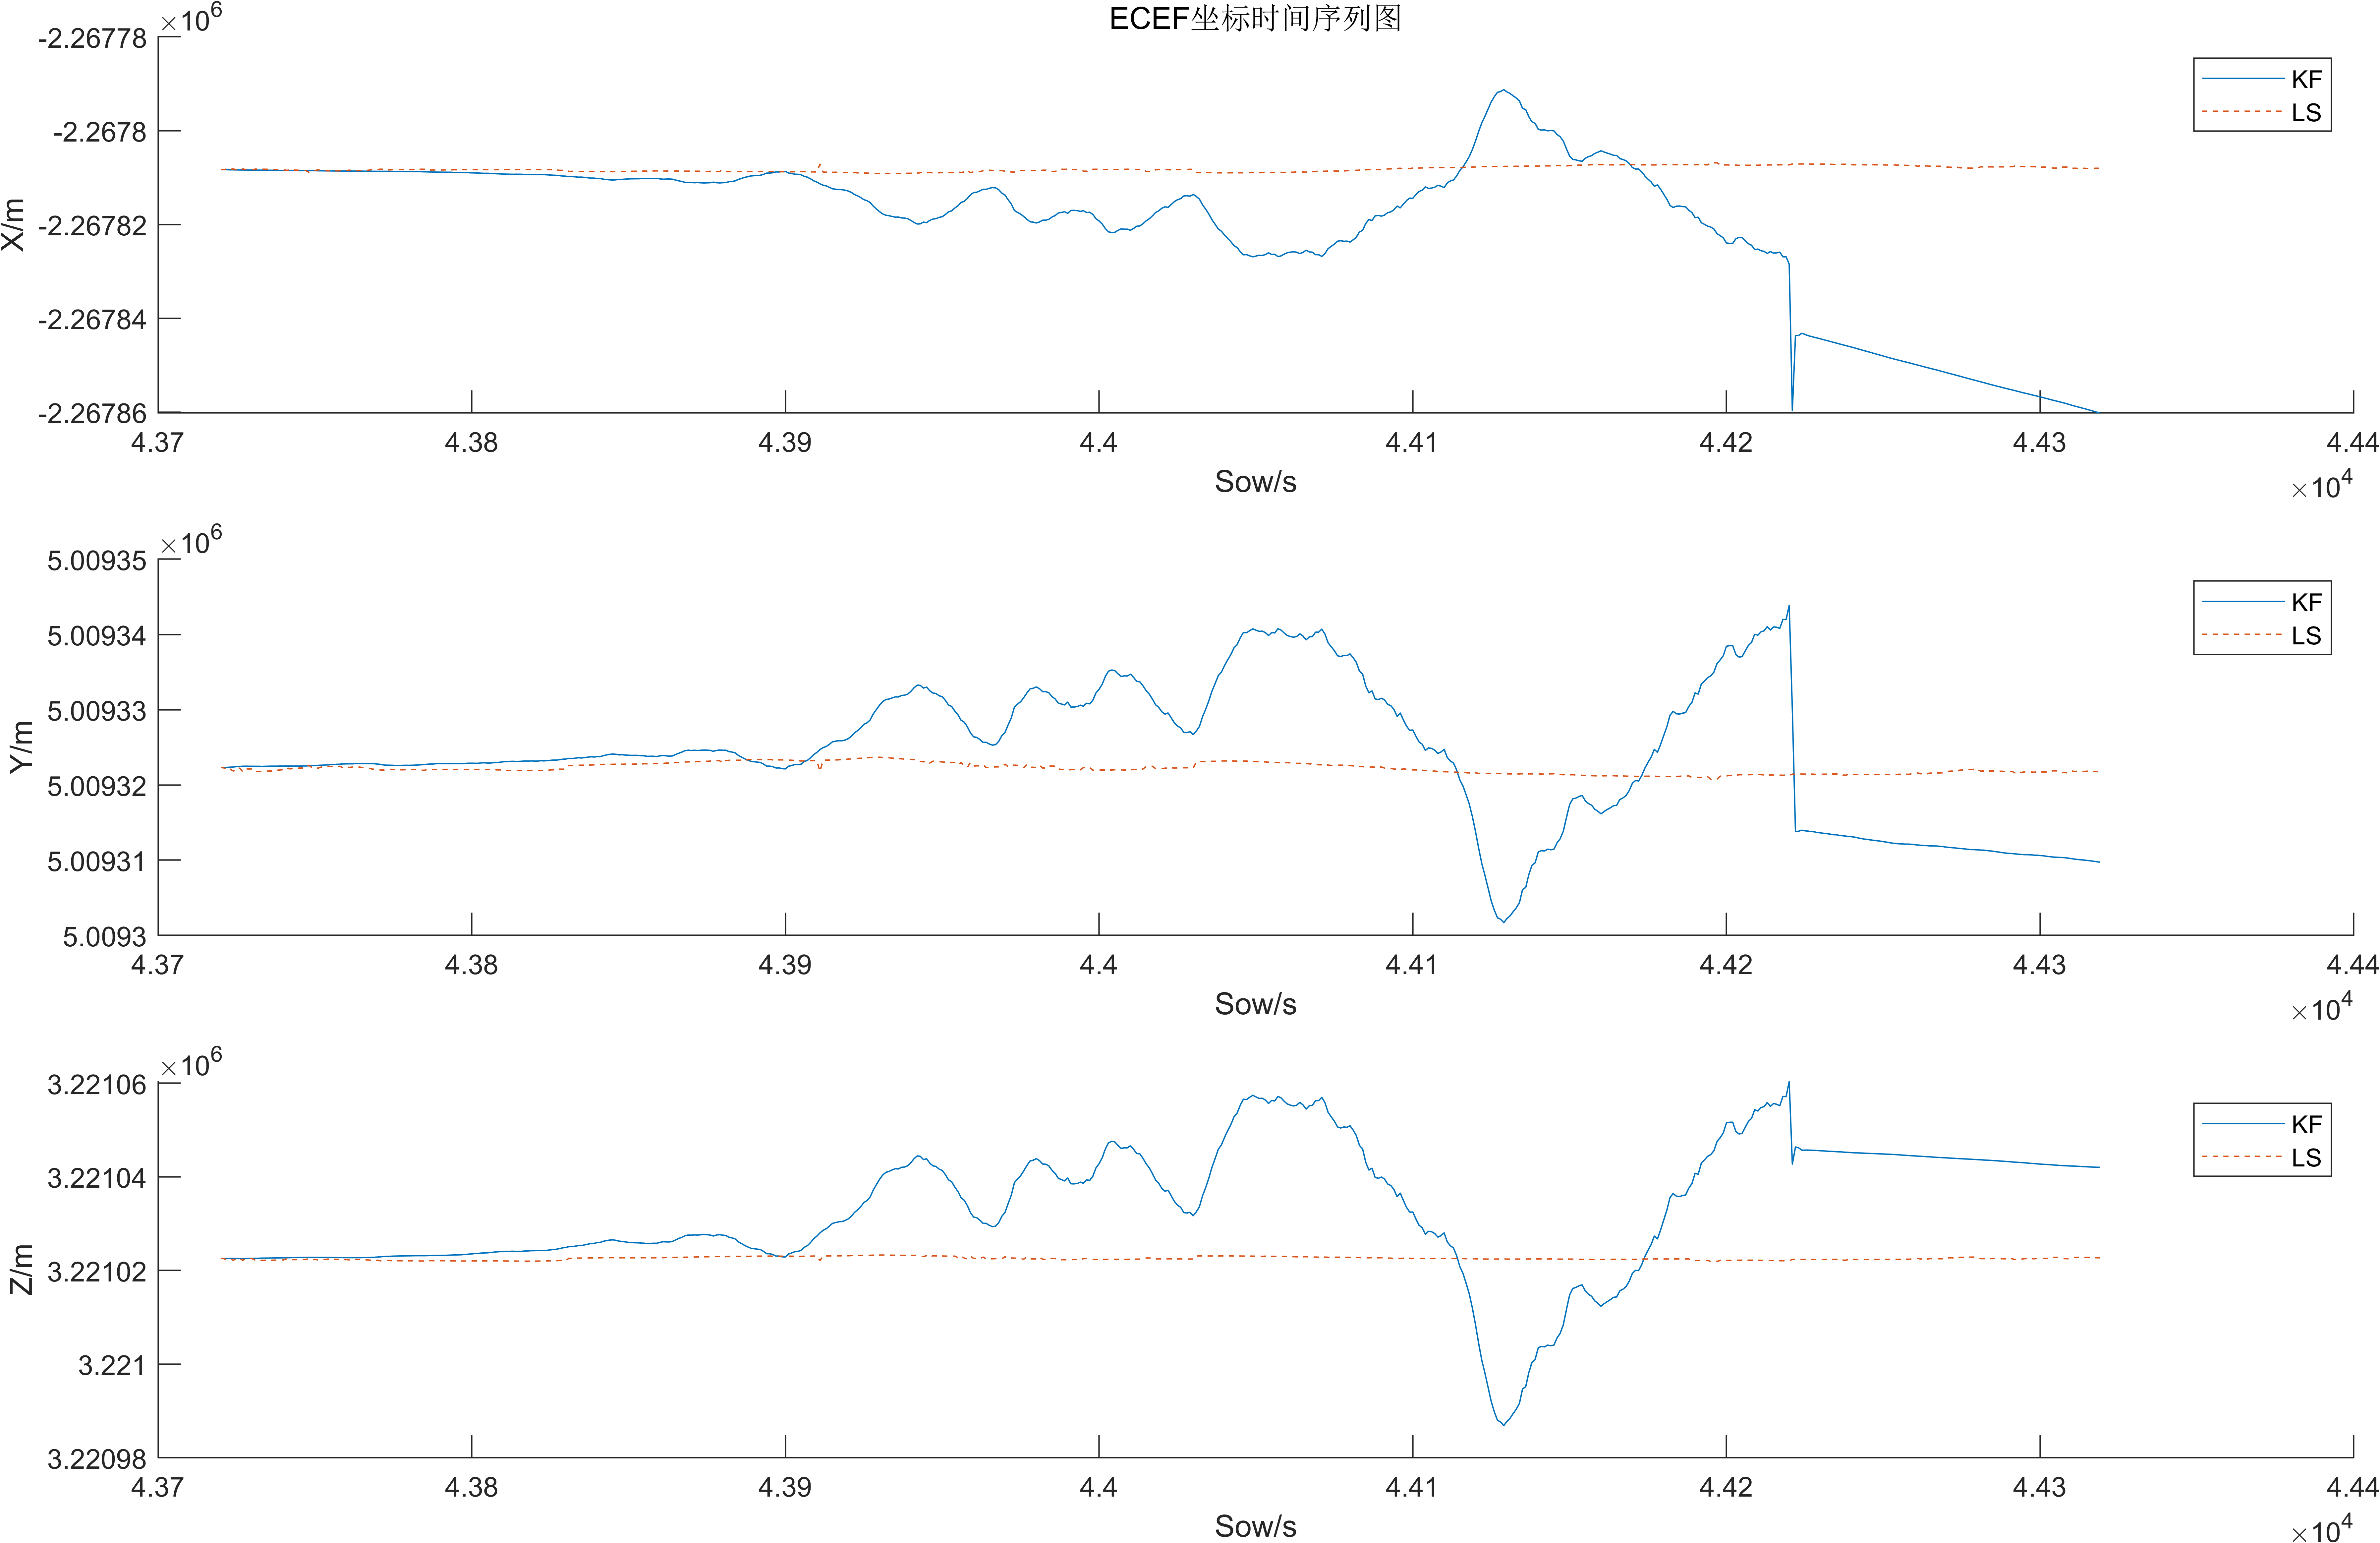 ECEF坐标时间序列图
×10^6
-2.26778
-2.2678
-2.26782
-2.26784
-2.26786
X/m
KF
LS
4.37 4.38 4.39 4.4 4.41 4.42 4.43 4.44
Sow/s
×10^4
×10^6
5.00935
5.00934
5.00933
5.00932
5.00931
5.0093
Y/m
KF
LS
4.37 4.38 4.39 4.4 4.41 4.42 4.43 4.44
Sow/s
×10^4
×10^6
3.22106
3.22104
3.22102
3.221
3.22098
Z/m
KF
LS
4.37 4.38 4.39 4.4 4.41 4.42 4.43 4.44
Sow/s
×10^4